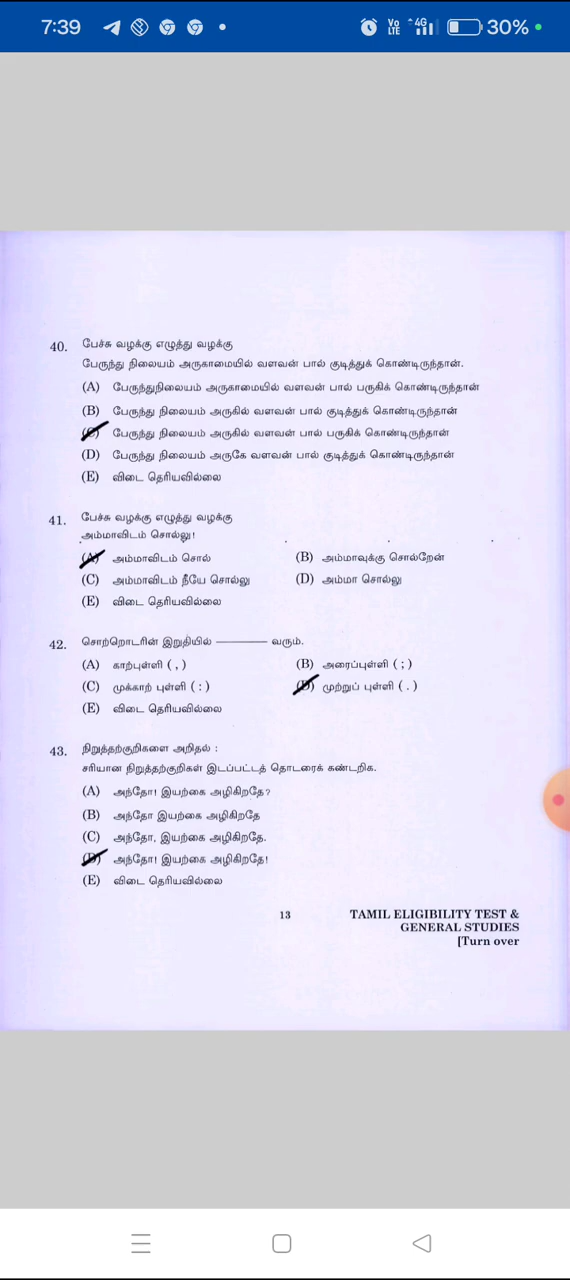 7:39
Vo LTE 4G 30%
40. பேச்சு வழக்கு எழுத்து வழக்கு
பேருந்து நிலையம் அருகாமையில் வளவன் பால் குடித்துக் கொண்டிருந்தான்.
(A) பேருந்துநிலையம் அருகாமையில் வளவன் பால் பருகிக் கொண்டிருந்தான்
(B) பேருந்து நிலையம் அருகில் வளவன் பால் குடித்துக் கொண்டிருந்தான்
(C) பேருந்து நிலையம் அருகில் வளவன் பால் பருகிக் கொண்டிருந்தான்
(D) பேருந்து நிலையம் அருகே வளவன் பால் குடித்துக் கொண்டிருந்தான்
(E) விடை தெரியவில்லை
41. பேச்சு வழக்கு எழுத்து வழக்கு
அம்மாவிடம் சொல்லு!
(A) அம்மாவிடம் சொல் (B) அம்மாவுக்கு சொல்றேன்
(C) அம்மாவிடம் நீயே சொல்லு (D) அம்மா சொல்லு
(E) விடை தெரியவில்லை
42. சொற்றொடரின் இறுதியில் ———— வரும்.
(A) காற்புள்ளி ( , ) (B) அரைப்புள்ளி ( ; )
(C) முக்காற் புள்ளி ( : ) (D) முற்றுப் புள்ளி ( . )
(E) விடை தெரியவில்லை
43. நிறுத்தற்குறிகளை அறிதல் :
சரியான நிறுத்தற்குறிகள் இடப்பட்டத் தொடரைக் கண்டறிக.
(A) அந்தோ! இயற்கை அழிகிறதே?
(B) அந்தோ இயற்கை அழிகிறதே
(C) அந்தோ, இயற்கை அழிகிறதே.
(D) அந்தோ! இயற்கை அழிகிறதே!
(E) விடை தெரியவில்லை
13 TAMIL ELIGIBILITY TEST &
GENERAL STUDIES
[Turn over